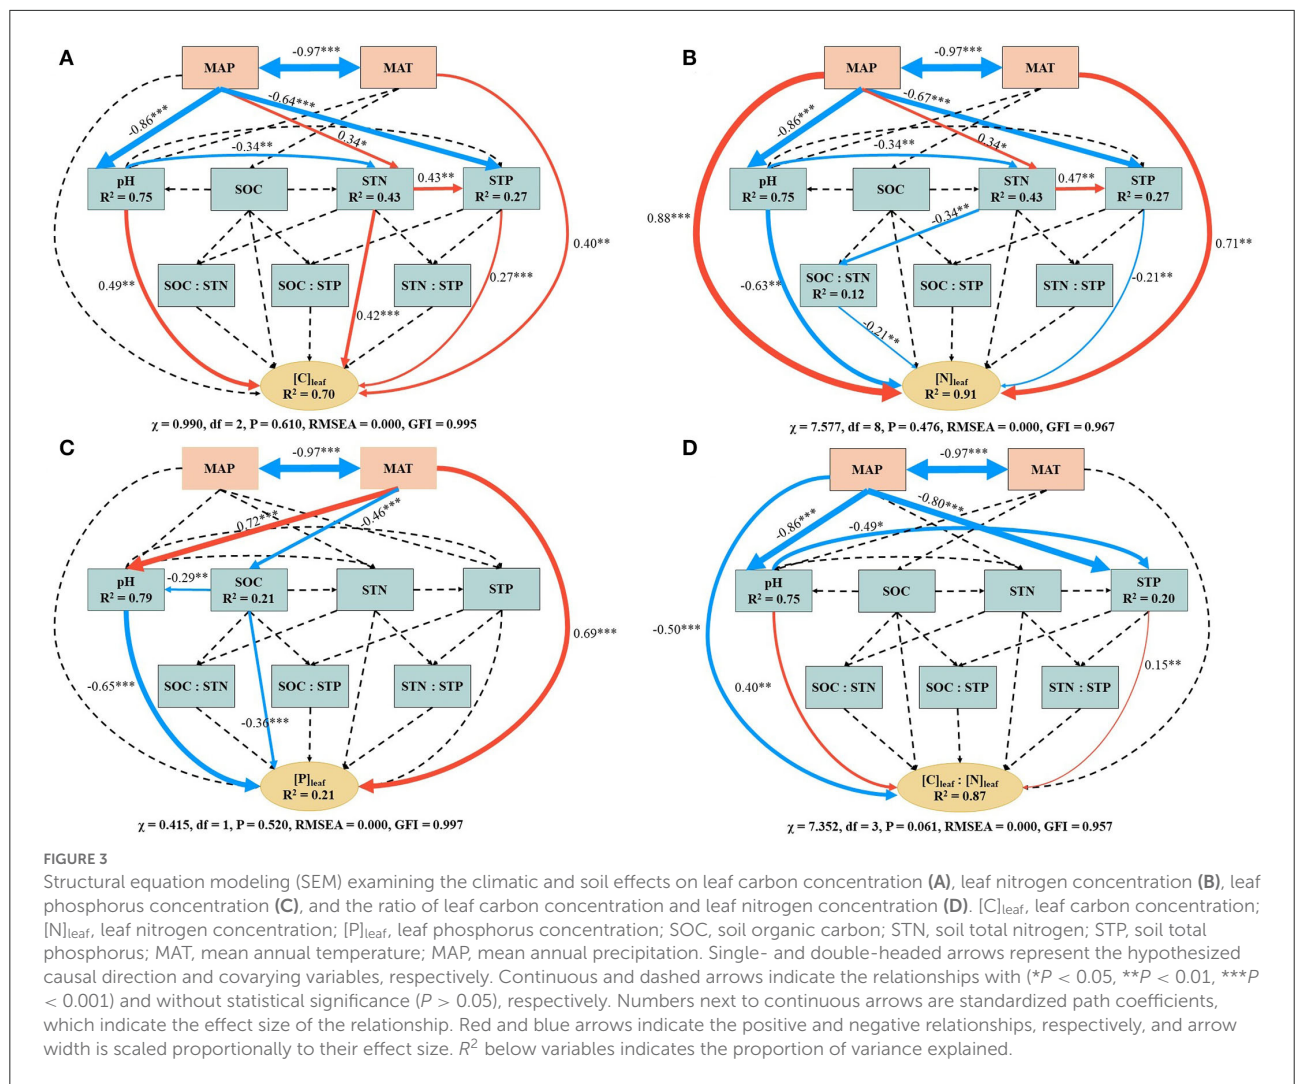 A
MAP
-0.97***
MAT
-0.86***
-0.64***
0.34*
-0.34**
pH
R² = 0.75
SOC
STN
R² = 0.43
0.43**
STP
R² = 0.27
0.40**
SOC : STN
SOC : STP
STN : STP
0.49**
0.27***
0.42***
[C]leaf
R² = 0.70
χ = 0.990, df = 2, P = 0.610, RMSEA = 0.000, GFI = 0.995
B
MAP
-0.97***
MAT
-0.86***
-0.67***
0.34*
-0.34**
pH
R² = 0.75
SOC
STN
R² = 0.43
0.47**
STP
R² = 0.27
0.88***
-0.34**
0.71**
SOC : STN
R² = 0.12
SOC : STP
STN : STP
-0.63**
-0.21**
-0.21**
[N]leaf
R² = 0.91
χ = 7.577, df = 8, P = 0.476, RMSEA = 0.000, GFI = 0.967
C
MAP
-0.97***
MAT
0.72***
-0.46***
pH
R² = 0.79
-0.29**
SOC
R² = 0.21
STN
STP
0.69***
SOC : STN
SOC : STP
STN : STP
-0.65***
-0.36***
[P]leaf
R² = 0.21
χ = 0.415, df = 1, P = 0.520, RMSEA = 0.000, GFI = 0.997
D
MAP
-0.97***
MAT
-0.86***
-0.80***
-0.49*
pH
R² = 0.75
SOC
STN
STP
R² = 0.20
-0.50***
SOC : STN
SOC : STP
STN : STP
0.40**
0.15**
[C]leaf : [N]leaf
R² = 0.87
χ = 7.352, df = 3, P = 0.061, RMSEA = 0.000, GFI = 0.957
FIGURE 3
Structural equation modeling (SEM) examining the climatic and soil effects on leaf carbon concentration (A), leaf nitrogen concentration (B), leaf
phosphorus concentration (C), and the ratio of leaf carbon concentration and leaf nitrogen concentration (D). [C]leaf, leaf carbon concentration;
[N]leaf, leaf nitrogen concentration; [P]leaf, leaf phosphorus concentration; SOC, soil organic carbon; STN, soil total nitrogen; STP, soil total
phosphorus; MAT, mean annual temperature; MAP, mean annual precipitation. Single- and double-headed arrows represent the hypothesized
causal direction and covarying variables, respectively. Continuous and dashed arrows indicate the relationships with (*P < 0.05, **P < 0.01, ***P
< 0.001) and without statistical significance (P > 0.05), respectively. Numbers next to continuous arrows are standardized path coefficients,
which indicate the effect size of the relationship. Red and blue arrows indicate the positive and negative relationships, respectively, and arrow
width is scaled proportionally to their effect size. R² below variables indicates the proportion of variance explained.